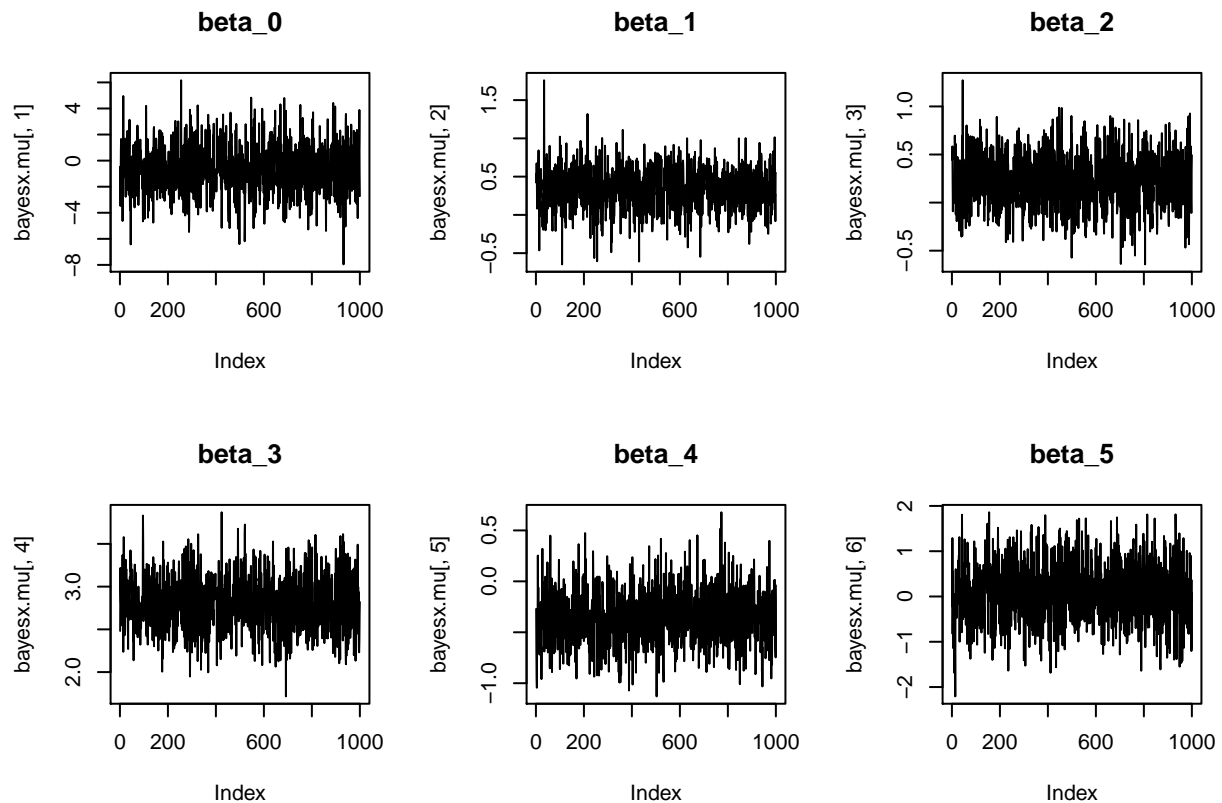 beta_0
bayesx.mu[, 1]
4
0
−4
−8
0 200 600 1000
Index
beta_1
bayesx.mu[, 2]
1.5
0.5
−0.5
0 200 600 1000
Index
beta_2
bayesx.mu[, 3]
1.0
0.5
−0.5
0 200 600 1000
Index
beta_3
bayesx.mu[, 4]
3.0
2.0
0 200 600 1000
Index
beta_4
bayesx.mu[, 5]
0.5
0.0
−1.0
0 200 600 1000
Index
beta_5
bayesx.mu[, 6]
2
1
0
−1
−2
0 200 600 1000
Index